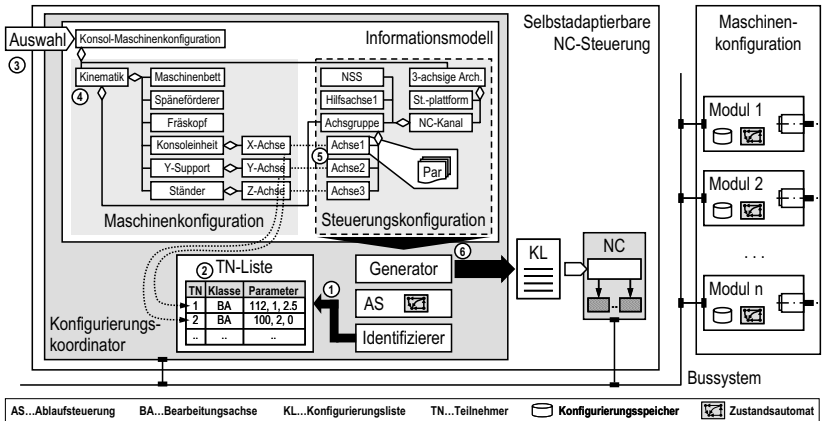 Auswahl
③
Konsol-Maschinenkonfiguration
Informationsmodell
Selbstadaptierbare
NC-Steuerung
Maschinen-
konfiguration
Kinematik
④
Maschinenbett
Späneförderer
Fräskopf
Konsoleinheit
X-Achse
Y-Support
Y-Achse
Ständer
Z-Achse
Maschinenkonfiguration
NSS
3-achsige Arch.
Hilfsachse1
St.-plattform
Achsgruppe
NC-Kanal
⑤
Achse1
Achse2
Achse3
Par
Steuerungskonfiguration
Modul 1
Modul 2
. . .
Modul n
② TN-Liste
TN Klasse Parameter
1 BA 112, 1, 2.5
2 BA 100, 2, 0
.. .. ..
①
Generator
AS
Identifizierer
⑥
KL
NC
..
Konfigurierungs-
koordinator
Bussystem
AS...Ablaufsteuerung BA...Bearbeitungsachse KL...Konfigurierungsliste TN...Teilnehmer Konfigurierungsspeicher Zustandsautomat